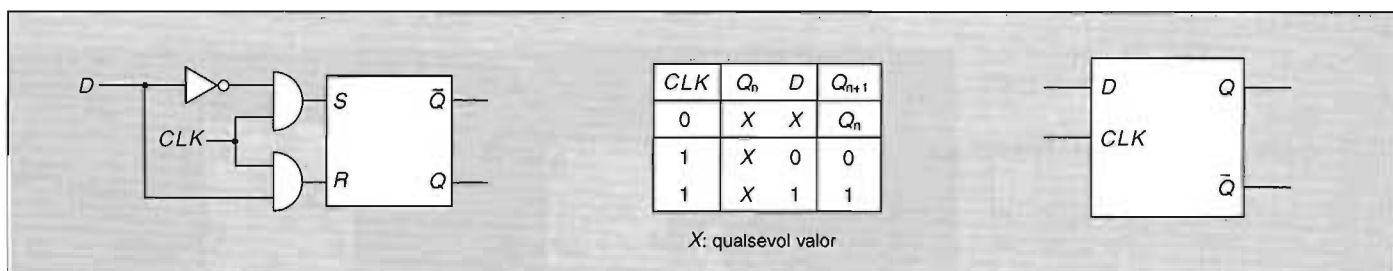 D
CLK
S
R
Q̄
Q
CLK Qn D Qn+1
0 X X Qn
1 X 0 0
1 X 1 1
X: qualsevol valor
D
CLK
Q
Q̄